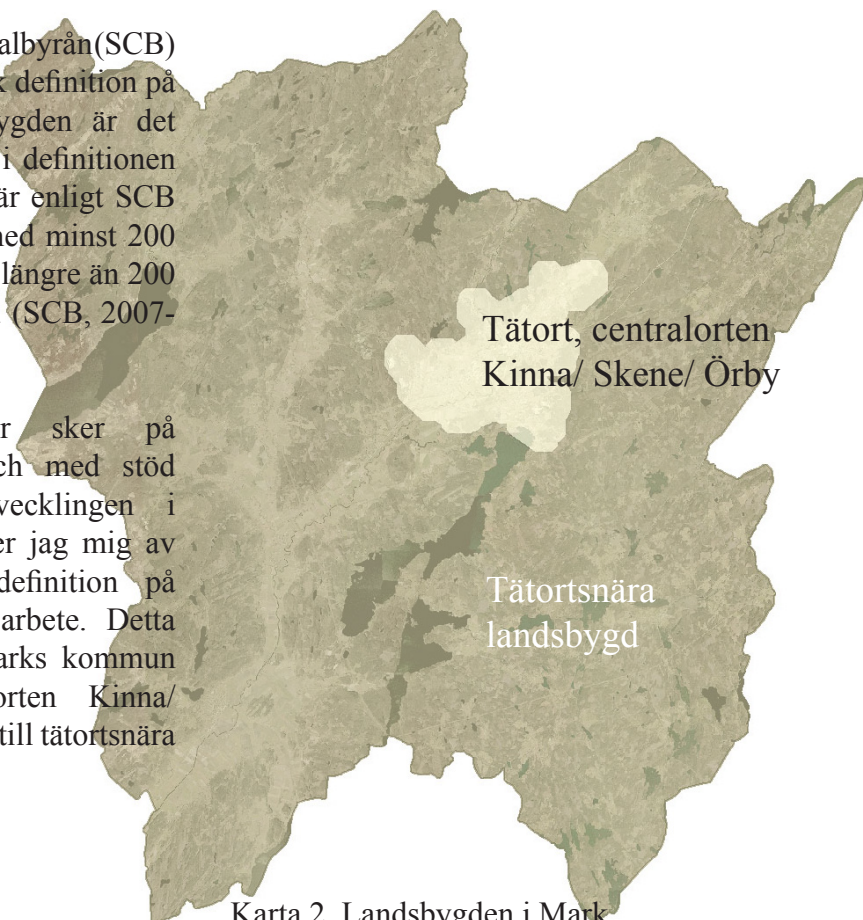 albyrån(SCB)
definition på
ygden är det
i definitionen
är enligt SCB
ed minst 200
längre än 200
(SCB, 2007-
r sker på
ch med stöd
vecklingen i
er jag mig av
definition på
arbete. Detta
arks kommun
orten Kinna/
till tätortsnära
Tätort, centralorten
Kinna/ Skene/ Örby
Tätortsnära
landsbygd
Karta 2. Landsbygden i Mark